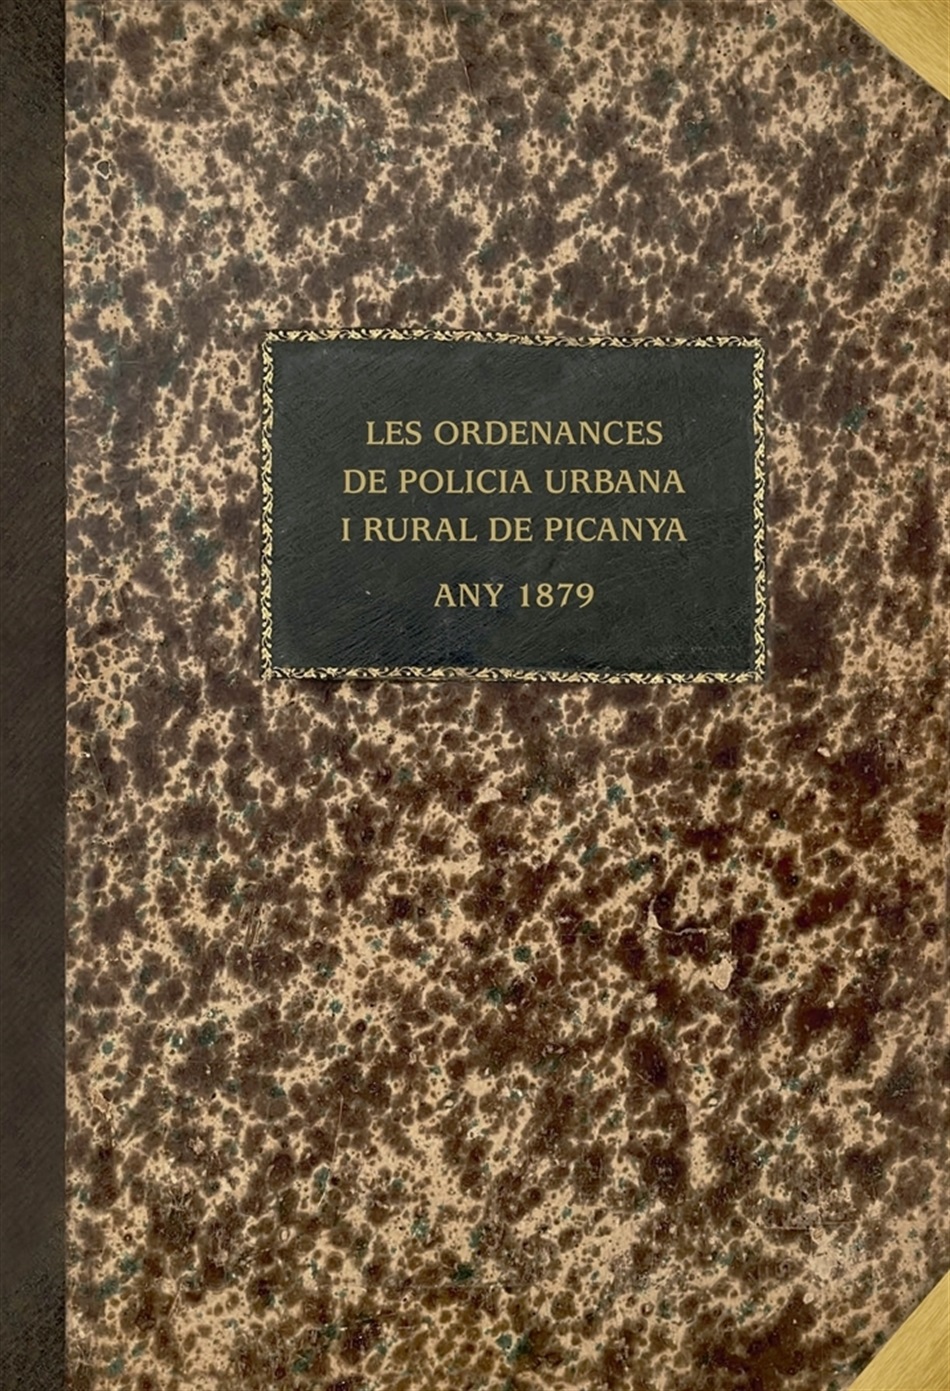 LES ORDENANCES
DE POLICIA URBANA
I RURAL DE PICANYA
ANY 1879